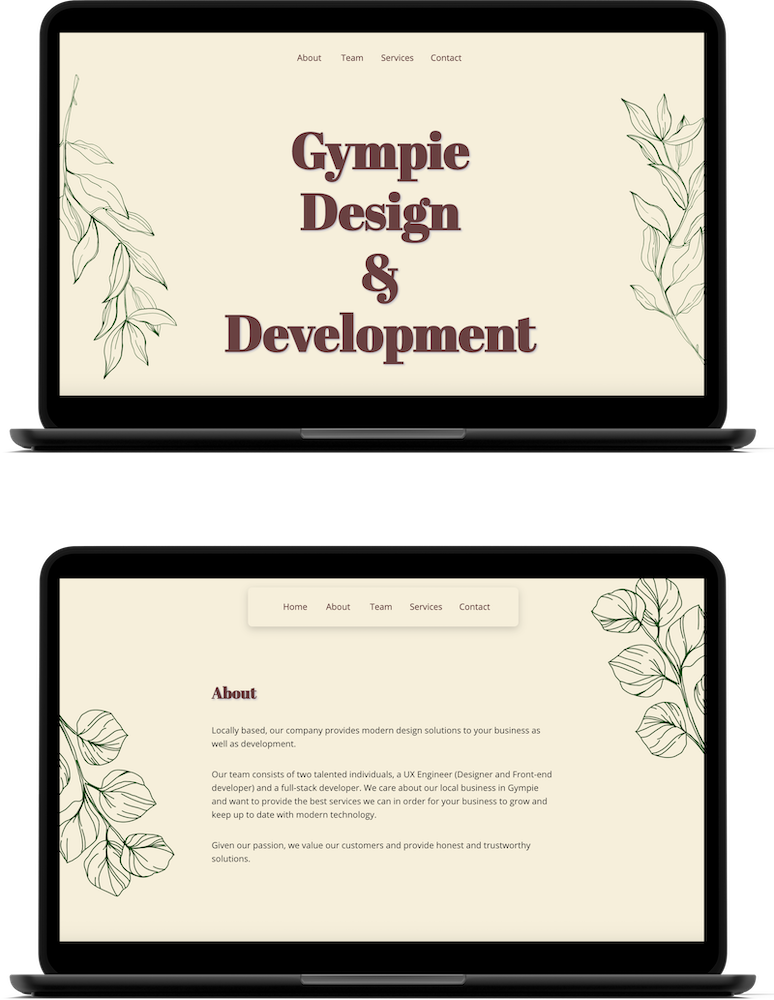 About Team Services Contact
Gympie
Design
&
Development
Home About Team Services Contact
About
Locally based, our company provides modern design solutions to your business as
well as development.
Our team consists of two talented individuals, a UX Engineer (Designer and Front-end
developer) and a full-stack developer. We care about our local business in Gympie
and want to provide the best services we can in order for your business to grow and
keep up to date with modern technology.
Given our passion, we value our customers and provide honest and trustworthy
solutions.